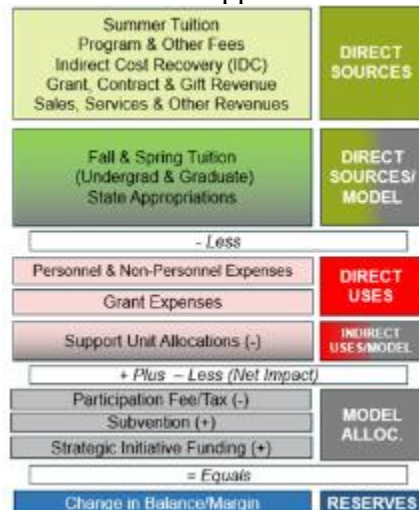 Summer Tuition
Program & Other Fees
Indirect Cost Recovery (IDC)
Grant, Contract & Gift Revenue
Sales, Services & Other Revenues
DIRECT
SOURCES
Fall & Spring Tuition
(Undergrad & Graduate)
State Appropriations
DIRECT
SOURCES/
MODEL
- Less
Personnel & Non-Personnel Expenses
Grant Expenses
DIRECT
USES
Support Unit Allocations (-)
INDIRECT
USES/MODEL
+ Plus – Less (Net Impact)
Participation Fee/Tax (-)
Subvention (+)
Strategic Initiative Funding (+)
MODEL
ALLOC.
= Equals
Change in Balance/Margin
RESERVES